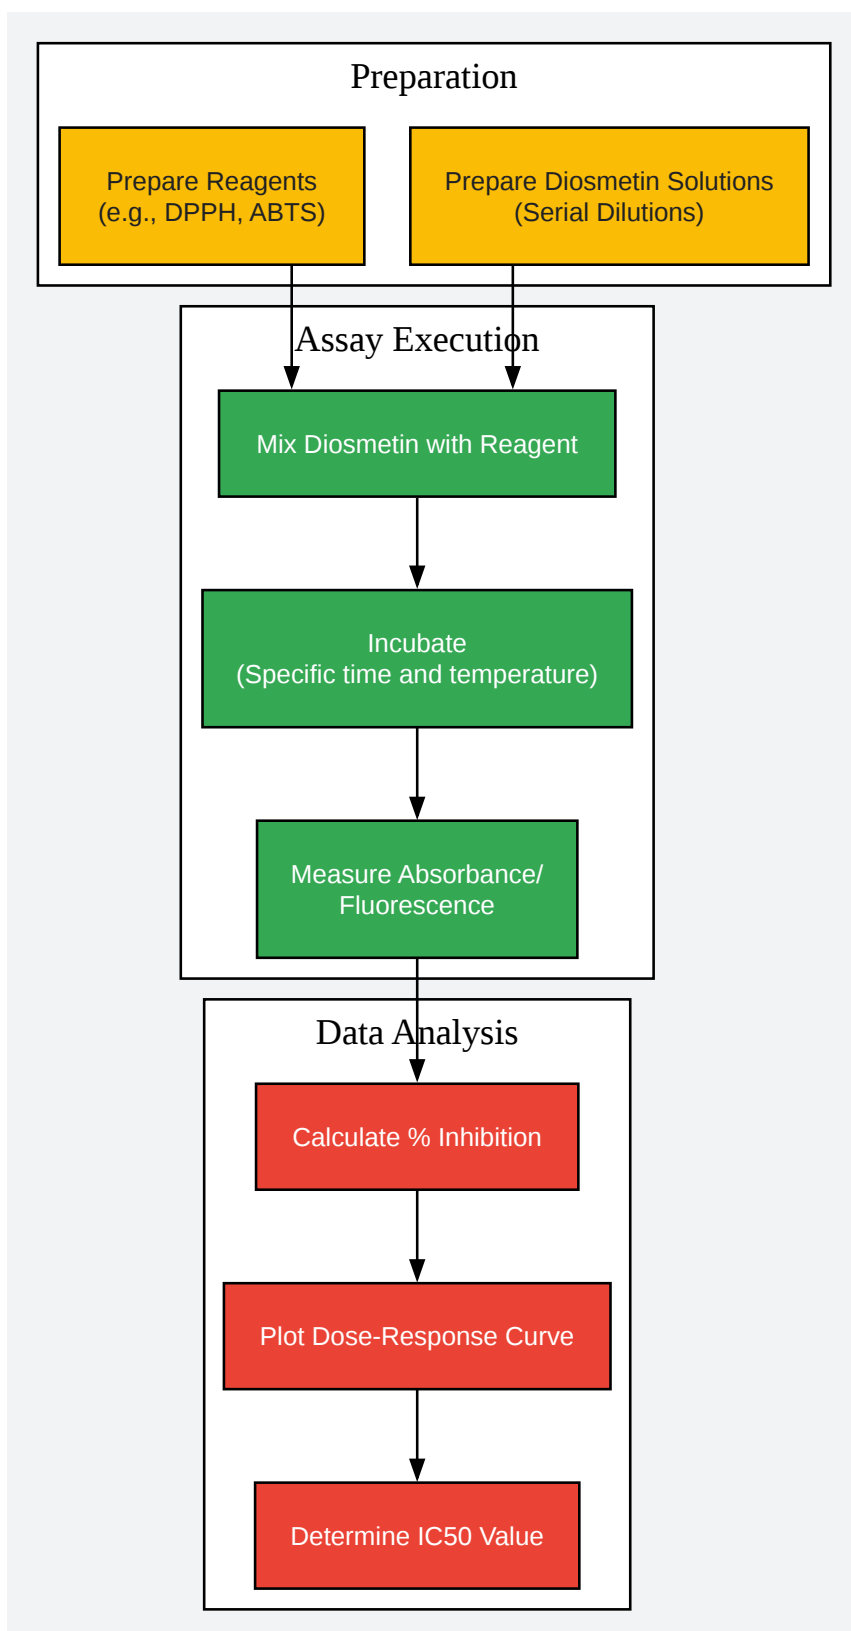 Preparation
Prepare Reagents
(e.g., DPPH, ABTS)
Prepare Diosmetin Solutions
(Serial Dilutions)
Assay Execution
Mix Diosmetin with Reagent
Incubate
(Specific time and temperature)
Measure Absorbance/
Fluorescence
Data Analysis
Calculate % Inhibition
Plot Dose-Response Curve
Determine IC50 Value